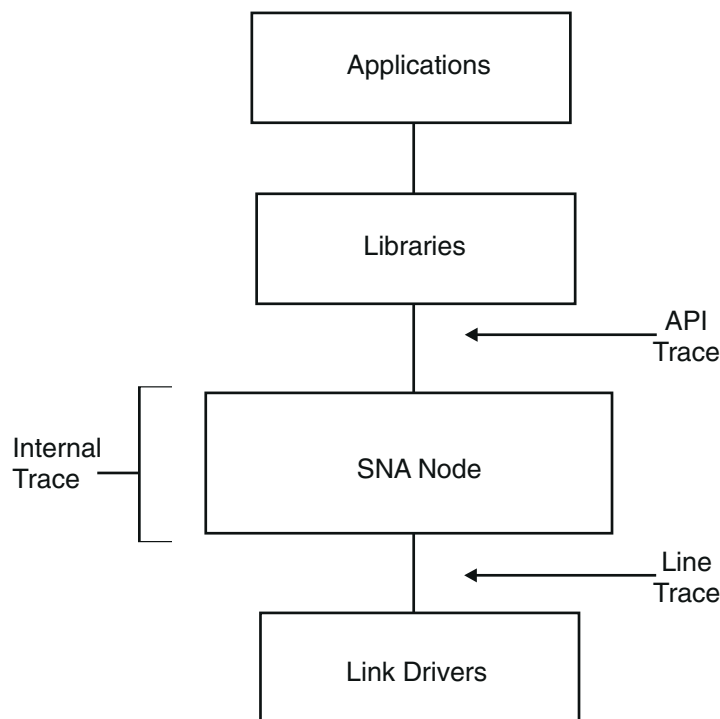 Applications
Libraries
API
Trace
Internal
Trace
SNA Node
Line
Trace
Link Drivers